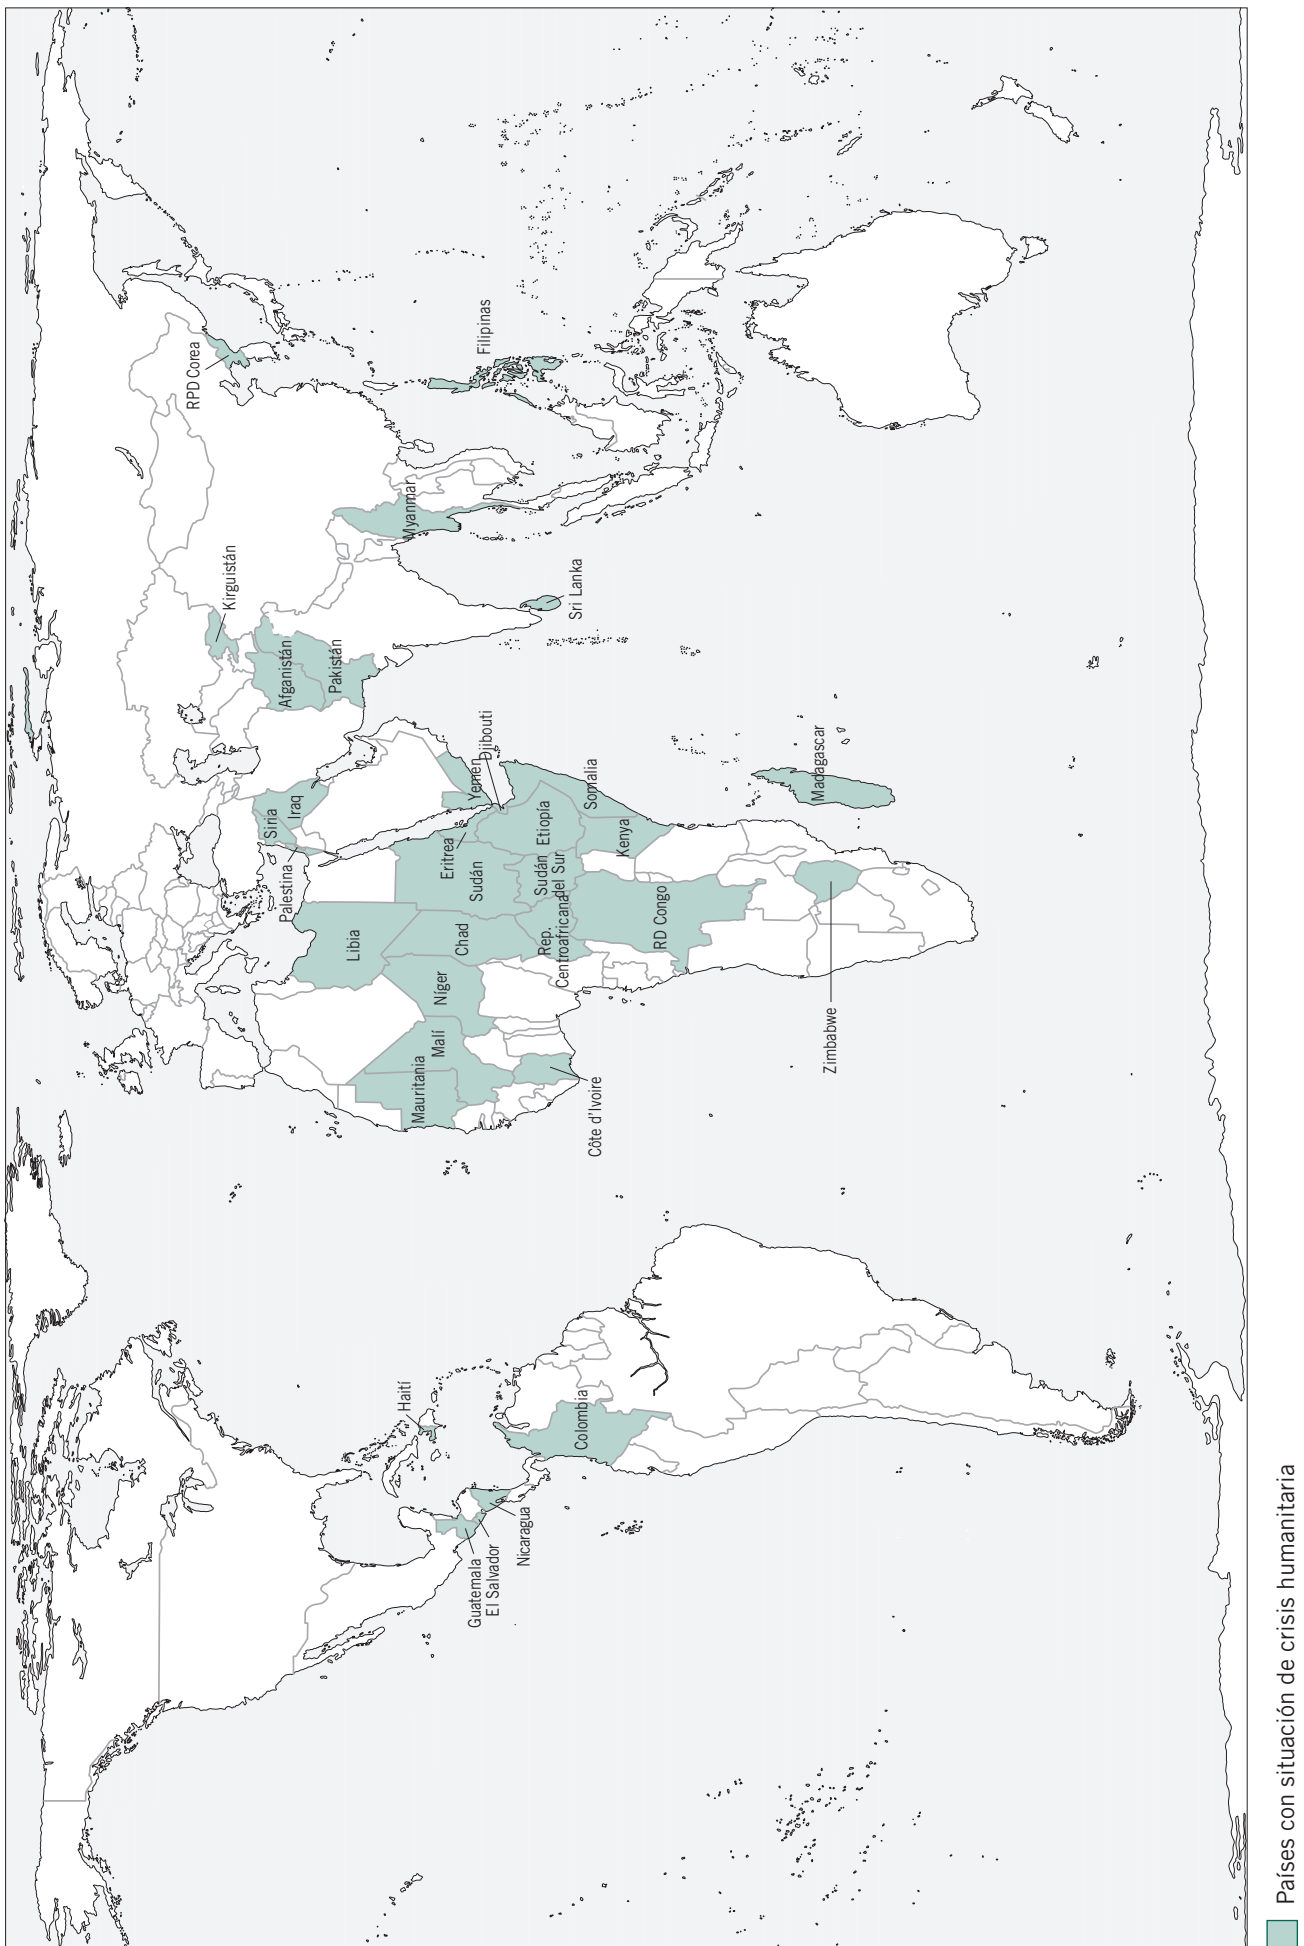 RPD Corea
Kirguistán
Afganistán
Pakistán
Myanmar
Filipinas
Sri Lanka
Siria
Iraq
Palestina
Yemen
Djibouti
Eritrea
Etiopía
Somalia
Kenya
Sudán
Sudán
del Sur
Libia
Chad
Rep.
Centroafricana
RD Congo
Níger
Malí
Mauritania
Côte d'Ivoire
Madagascar
Zimbabwe
Haití
Colombia
Guatemala
El Salvador
Nicaragua
Países con situación de crisis humanitaria